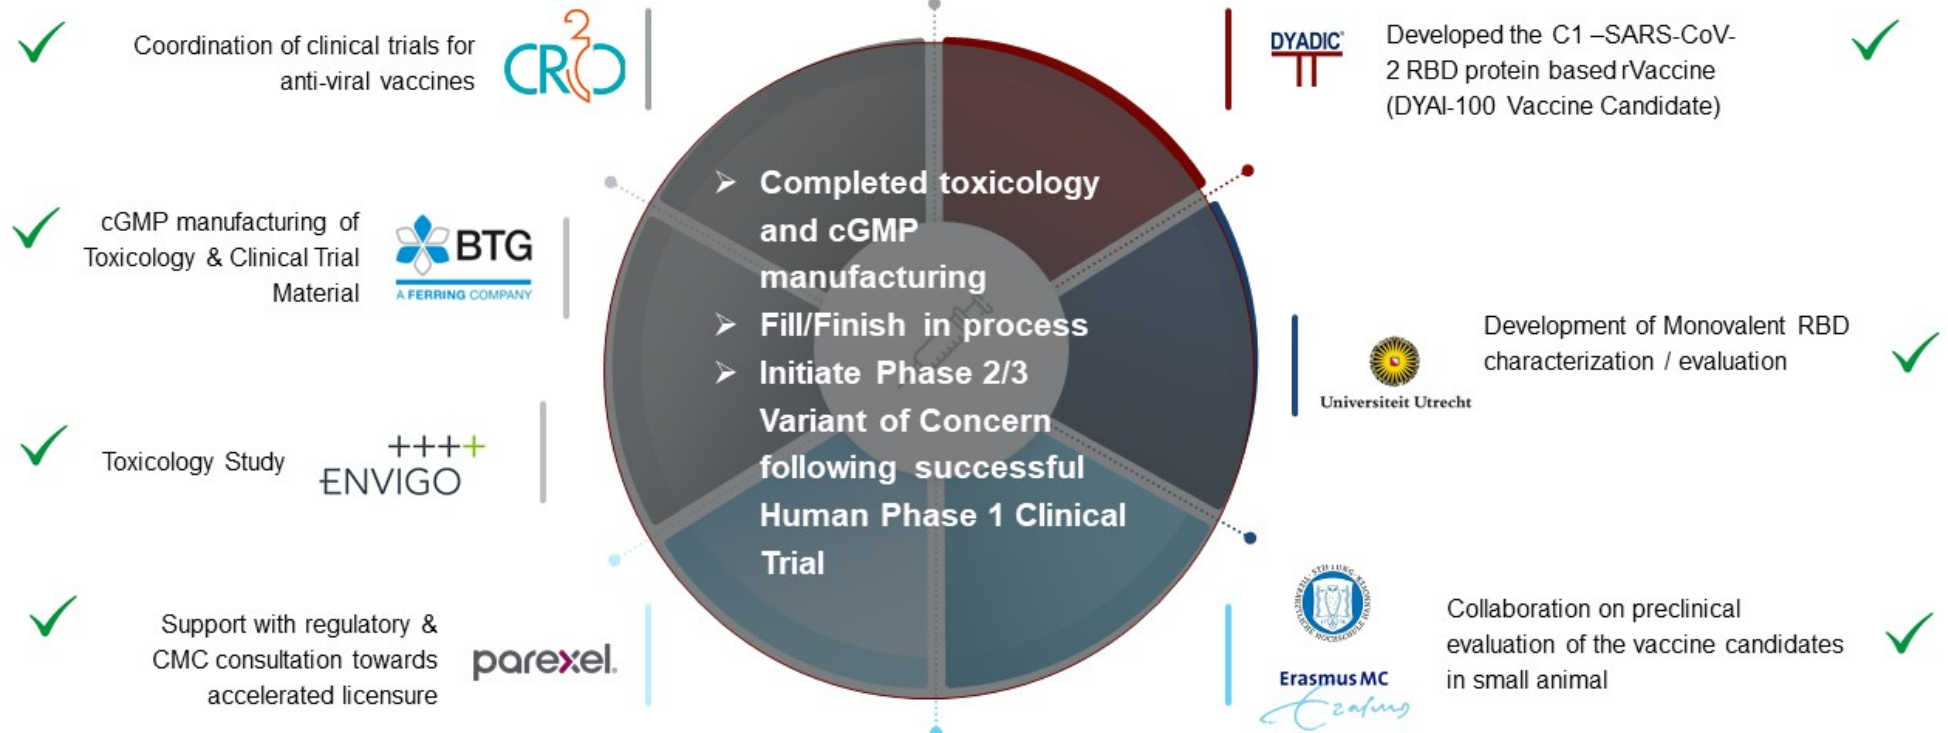 Coordination of clinical trials for
anti-viral vaccines
CR2O
cGMP manufacturing of
Toxicology & Clinical Trial
Material
BTG
A FERRING COMPANY
Toxicology Study
++++
ENVIGO
Support with regulatory &
CMC consultation towards
accelerated licensure
parexel.
➢ Completed toxicology
and cGMP
manufacturing
➢ Fill/Finish in process
➢ Initiate Phase 2/3
Variant of Concern
following successful
Human Phase 1 Clinical
Trial
DYADIC®
Developed the C1 –SARS-CoV-
2 RBD protein based rVaccine
(DYAI-100 Vaccine Candidate)
Universiteit Utrecht
Development of Monovalent RBD
characterization / evaluation
Erasmus MC
Erasmus
Collaboration on preclinical
evaluation of the vaccine candidates
in small animal